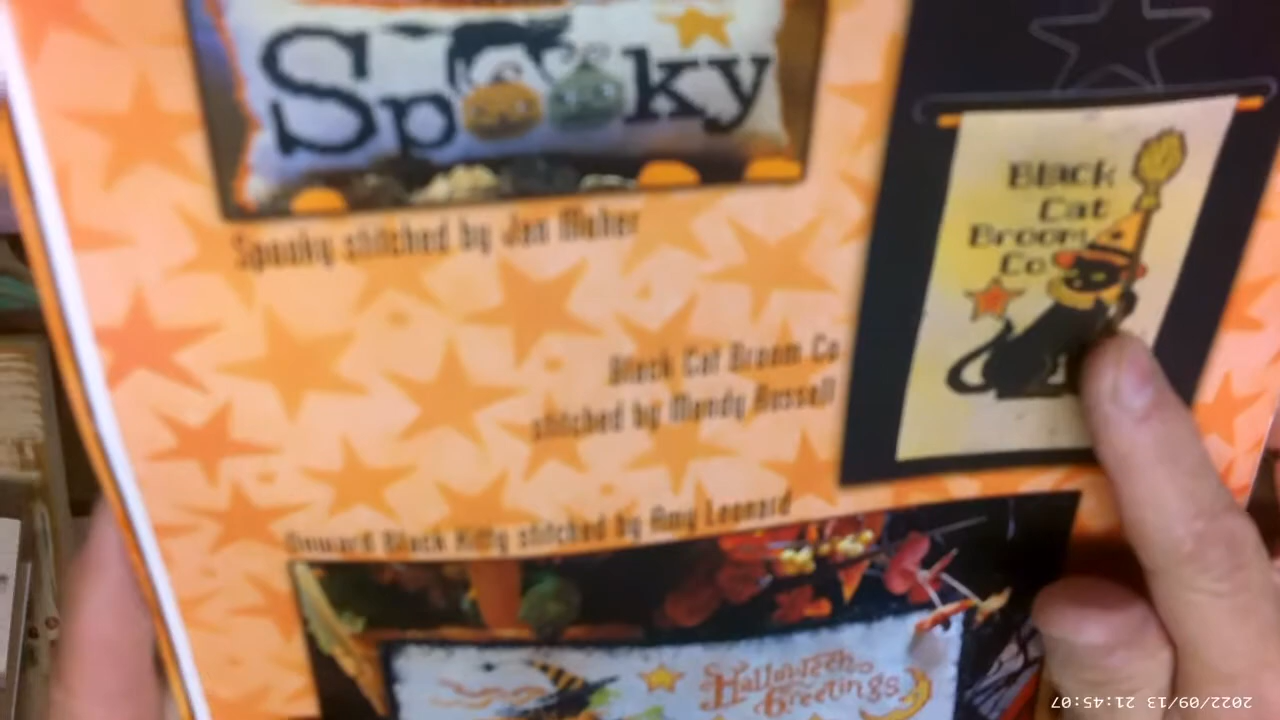 Spooky
Spooky stitched by Jan Maher
Black
Cat
Broom
Co
Black Cat Broom Co
stitched by Mandy Russell
Onward Black Kitty stitched by Amy Leonard
Halloween
Greetings
2022/09/13 21:45:07